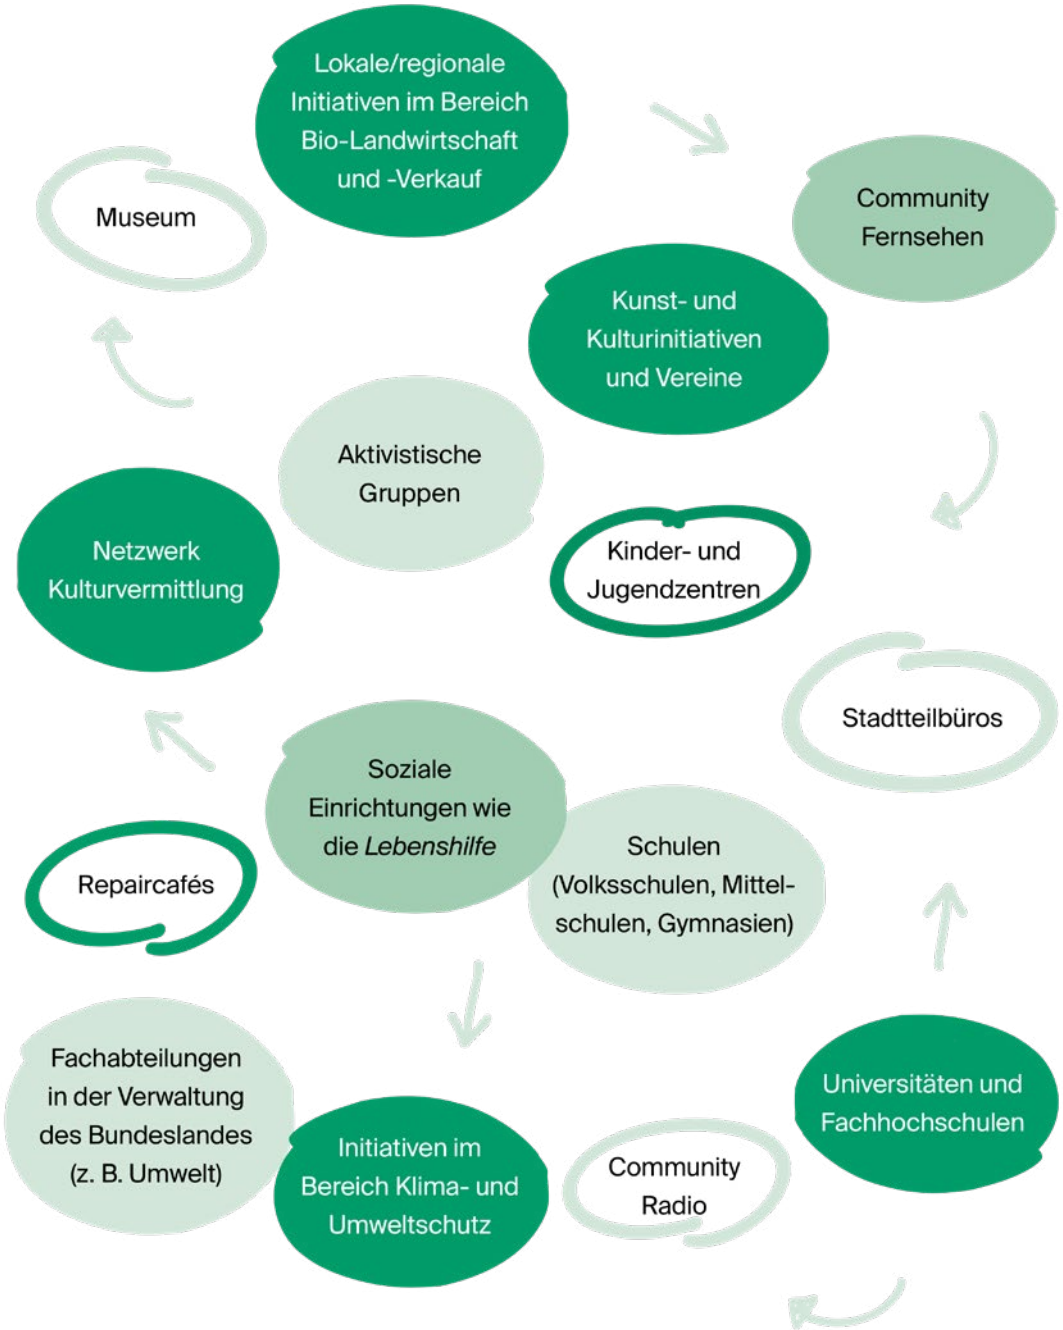 Lokale/regionale
Initiativen im Bereich
Bio-Landwirtschaft
und -Verkauf
Museum
Community
Fernsehen
Kunst- und
Kulturinitiativen
und Vereine
Aktivistische
Gruppen
Netzwerk
Kulturvermittlung
Kinder- und
Jugendzentren
Stadtteilbüros
Soziale
Einrichtungen wie
die Lebenshilfe
Schulen
(Volksschulen, Mittel-
schulen, Gymnasien)
Repaircafés
Fachabteilungen
in der Verwaltung
des Bundeslandes
(z. B. Umwelt)
Initiativen im
Bereich Klima- und
Umweltschutz
Community
Radio
Universitäten und
Fachhochschulen